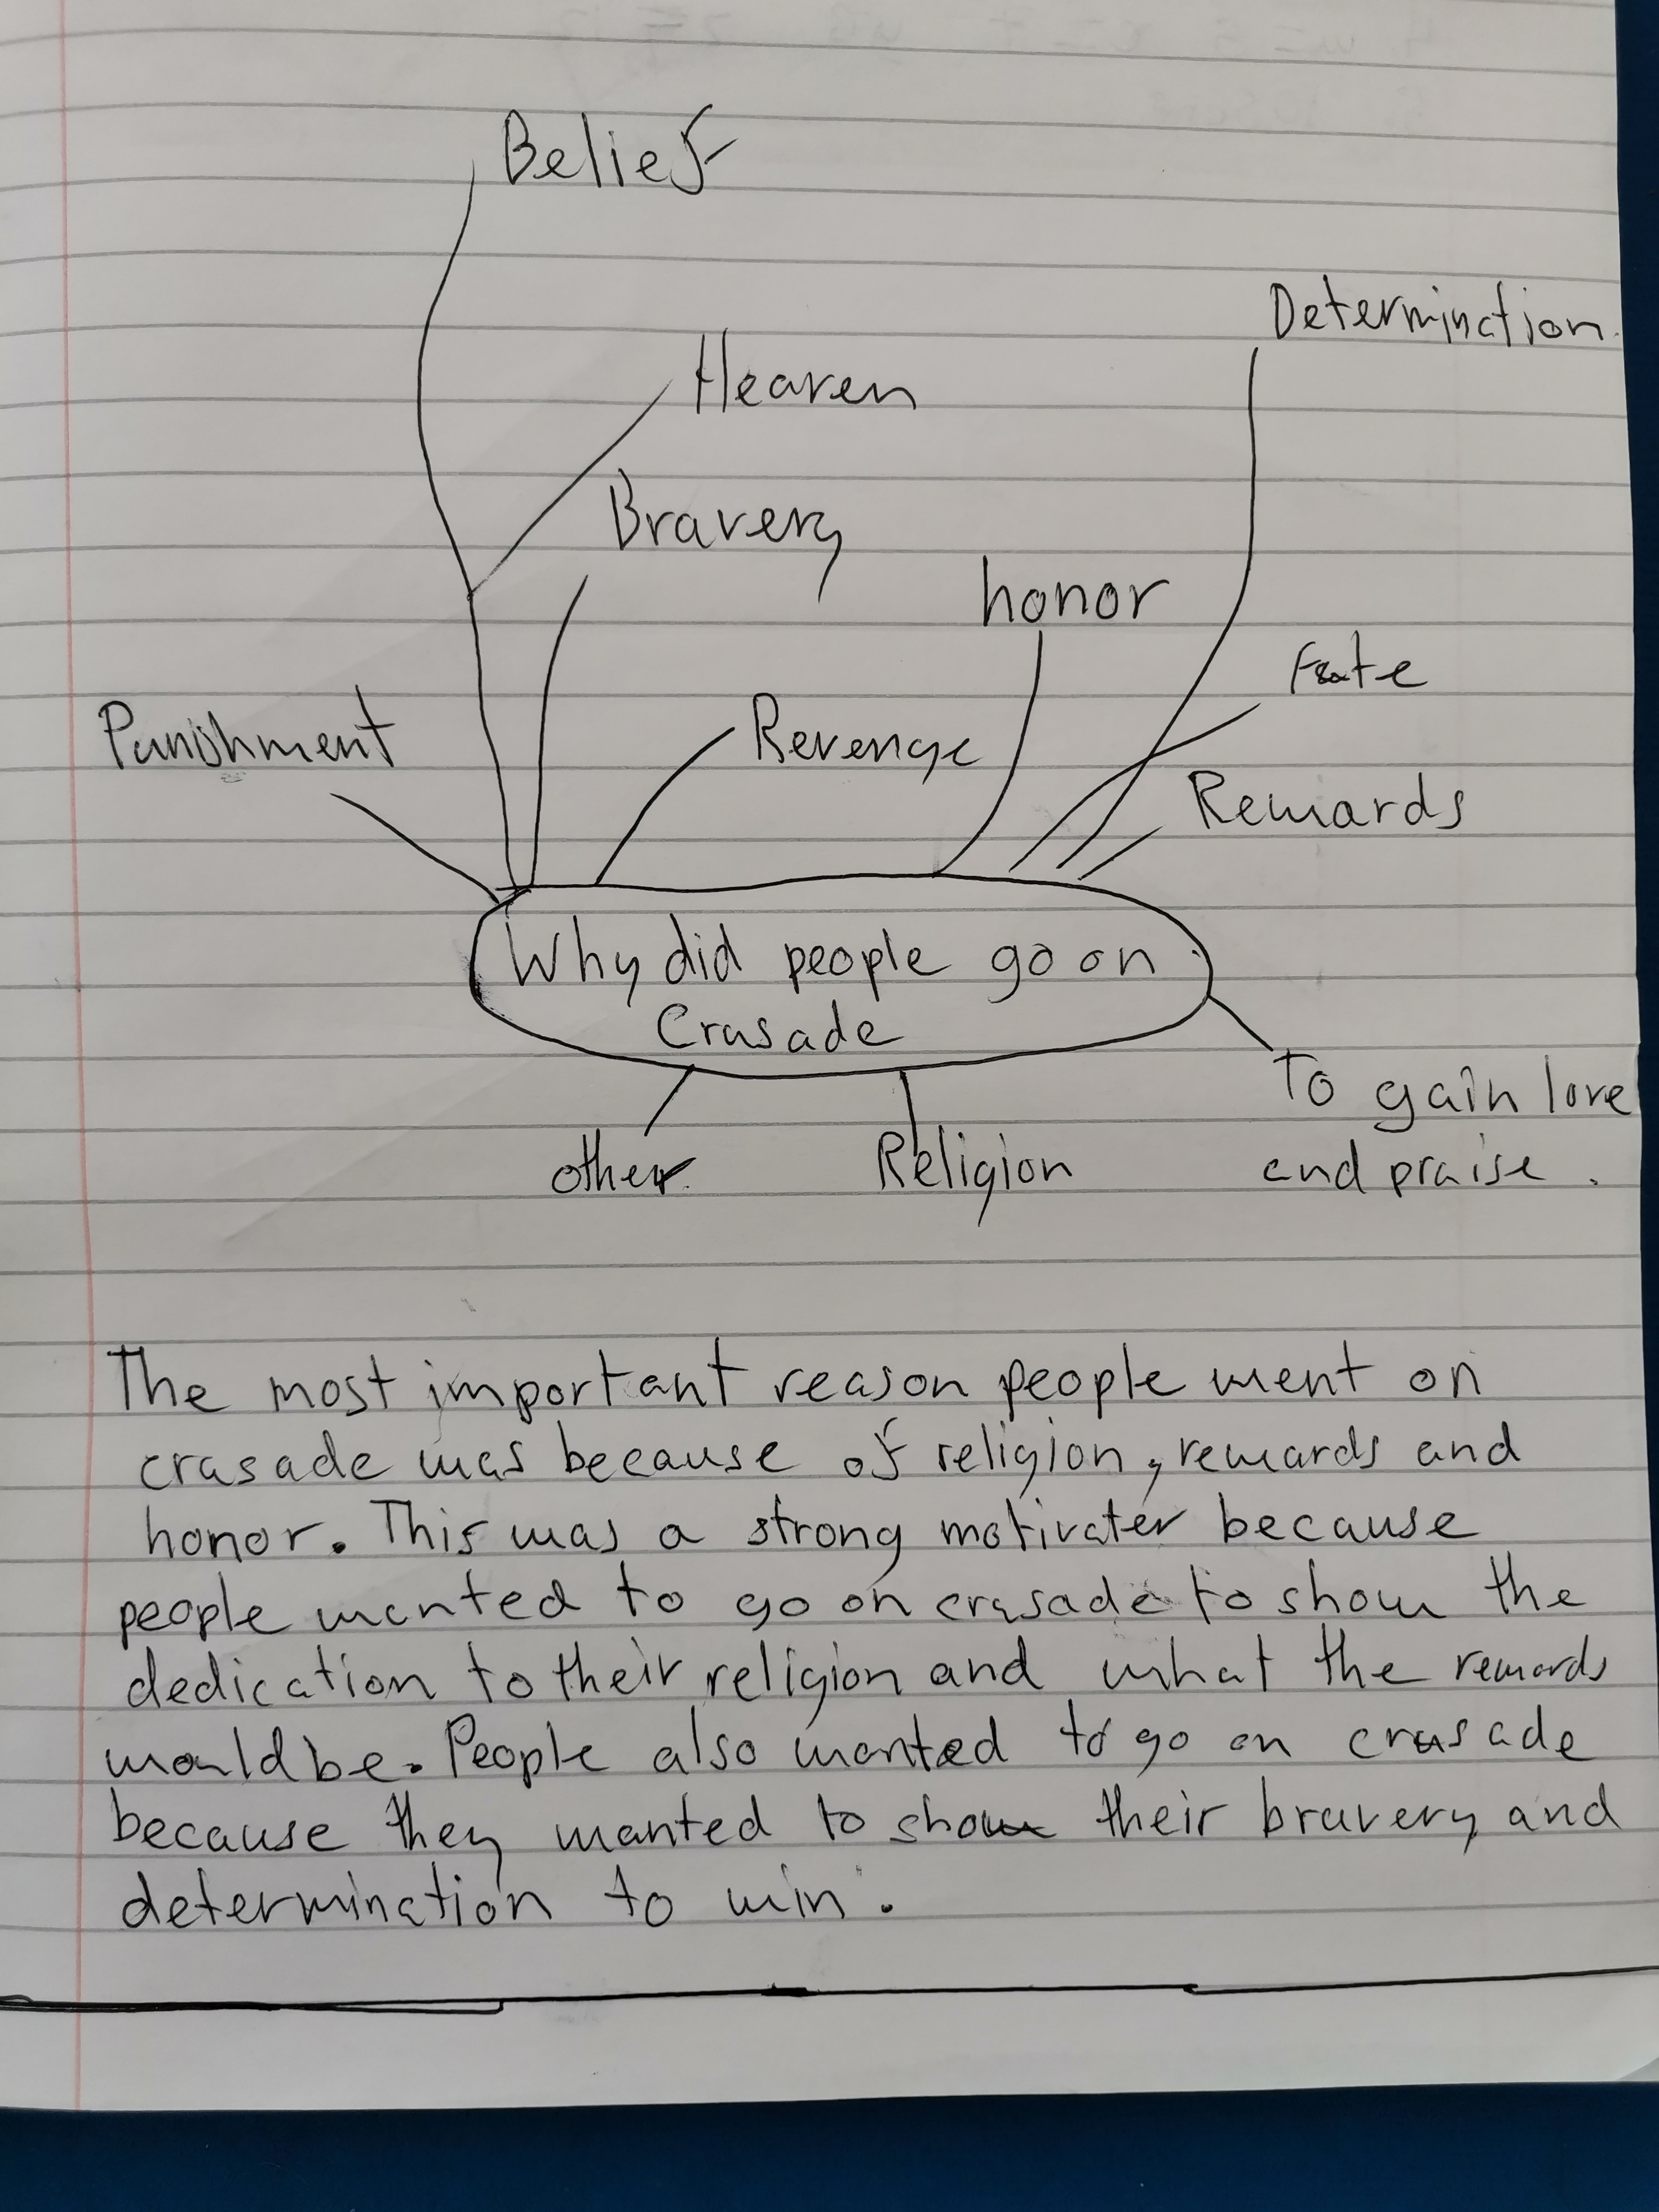 Belief
Determination.
Heaven
Bravery
honor
Fate
Punishment
Revenge
Rewards
Why did people go on
Crusade
To gain love
and praise.
other
Religion
The most important reason people went on
crasade was because of religion, rewards and
honor. This was a strong motivater because
people wanted to go on crusade to show the
dedication to their religion and what the rewards
would be. People also wanted to go on crusade
because they wanted to show their bravery and
determination to win.